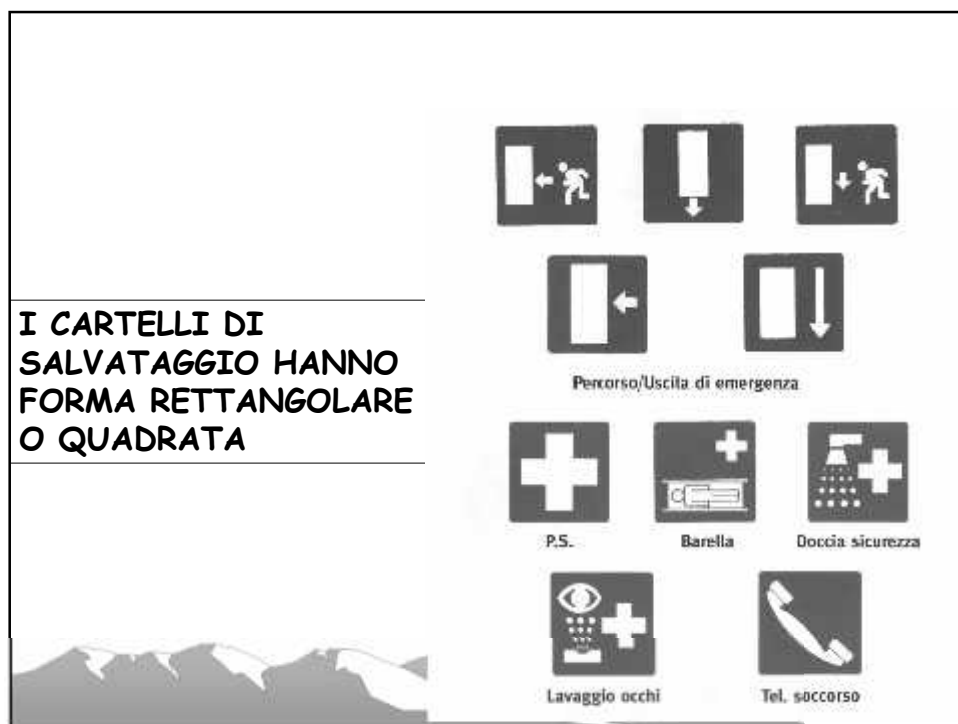 I CARTELLI DI
SALVATAGGIO HANNO
FORMA RETTANGOLARE
O QUADRATA
Percorso/Uscita di emergenza
P.S.
Barella
Doccia sicurezza
Lavaggio occhi
Tel. soccorso